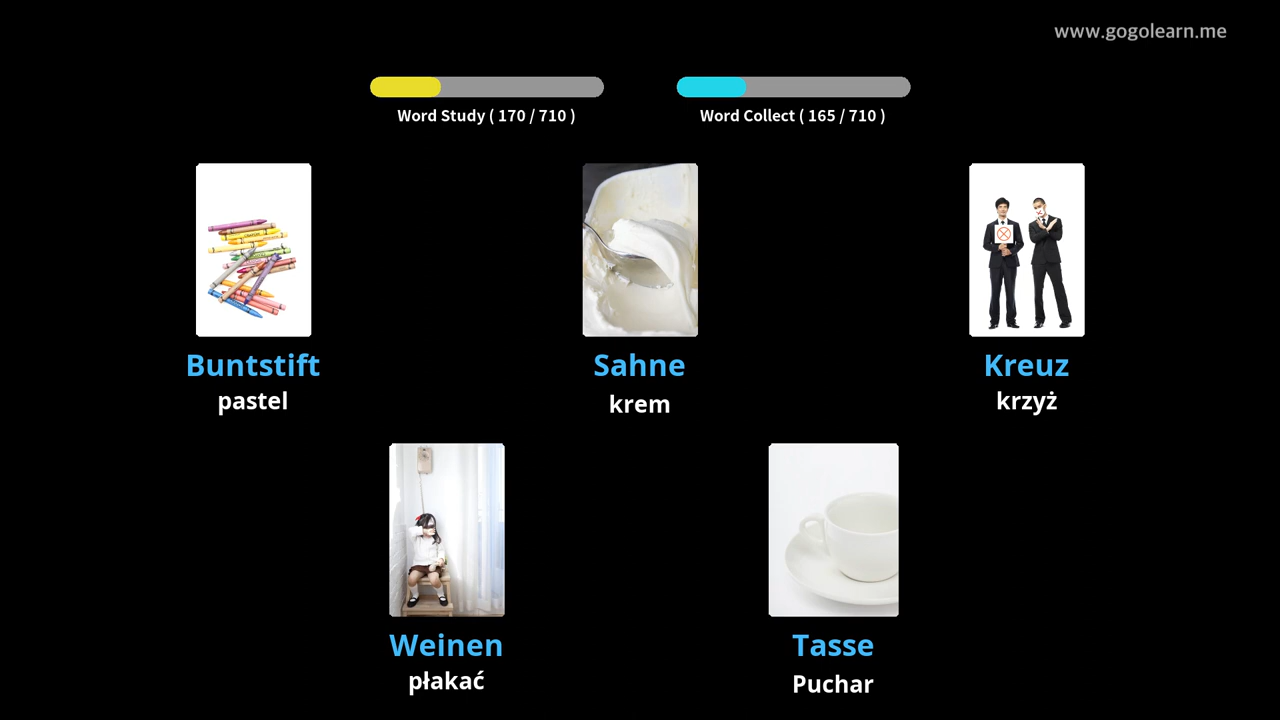 www.gogolearn.me
Word Study ( 170 / 710 )
Word Collect ( 165 / 710 )
Buntstift
pastel
Sahne
krem
Kreuz
krzyż
Weinen
płakać
Tasse
Puchar